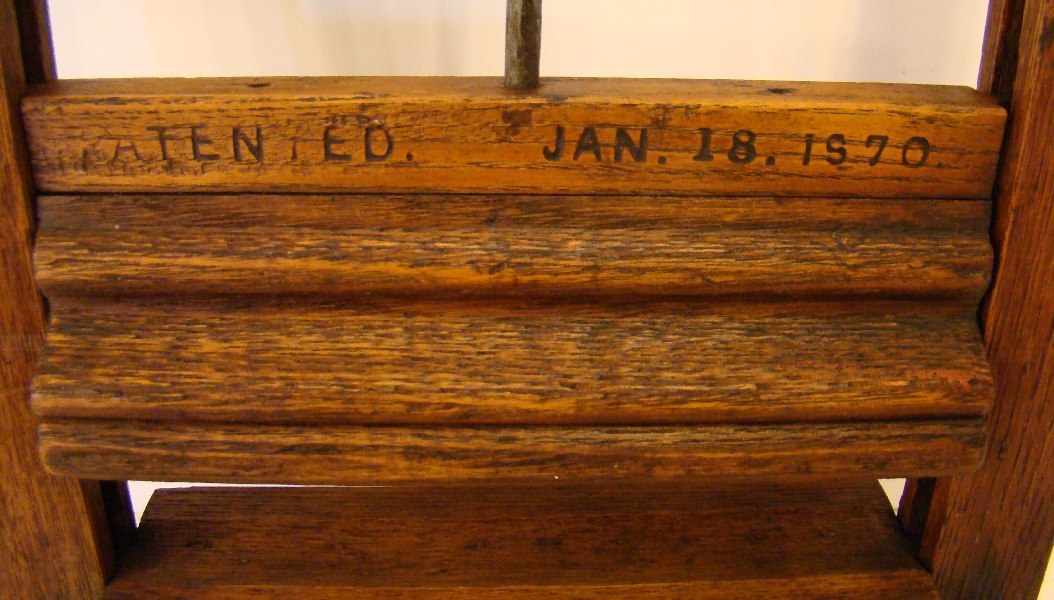 PATENTED. JAN. 18. 1870.